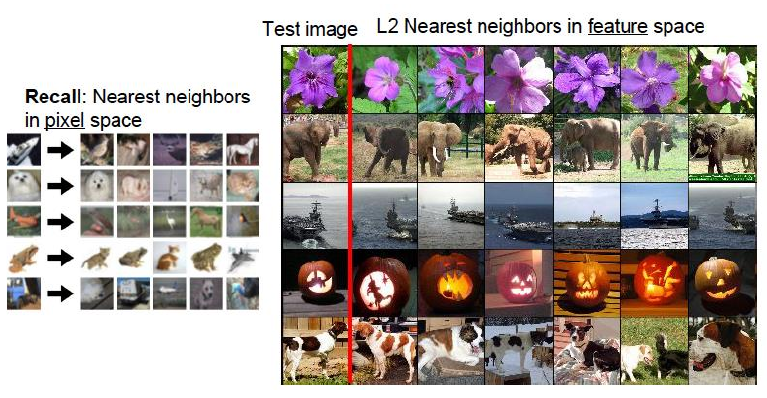 Test image
L2 Nearest neighbors in feature space
Recall: Nearest neighbors
in pixel space